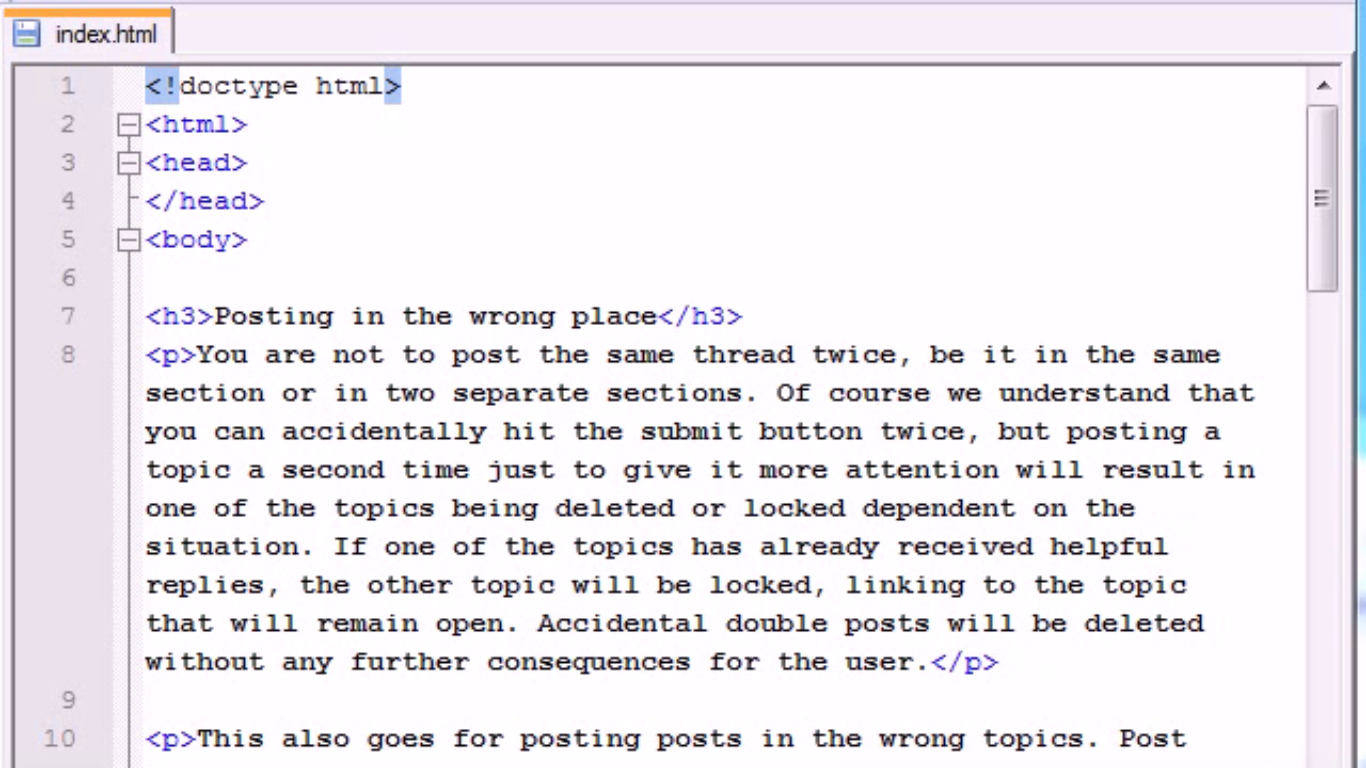 index.html
1 <!doctype html>
2 <html>
3 <head>
4 </head>
5 <body>
6
7 <h3>Posting in the wrong place</h3>
8 <p>You are not to post the same thread twice, be it in the same
section or in two separate sections. Of course we understand that
you can accidentally hit the submit button twice, but posting a
topic a second time just to give it more attention will result in
one of the topics being deleted or locked dependent on the
situation. If one of the topics has already received helpful
replies, the other topic will be locked, linking to the topic
that will remain open. Accidental double posts will be deleted
without any further consequences for the user.</p>
9
10 <p>This also goes for posting posts in the wrong topics. Post